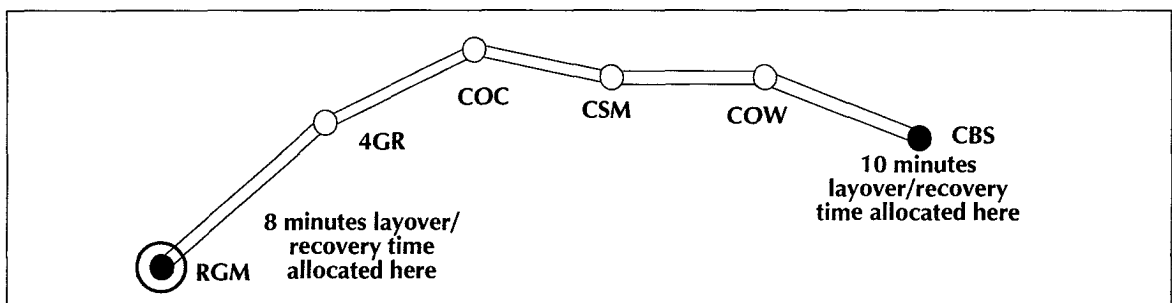 COC
CSM
COW
4GR
CBS
10 minutes
layover/recovery
time allocated here
8 minutes layover/
recovery time
allocated here
RGM